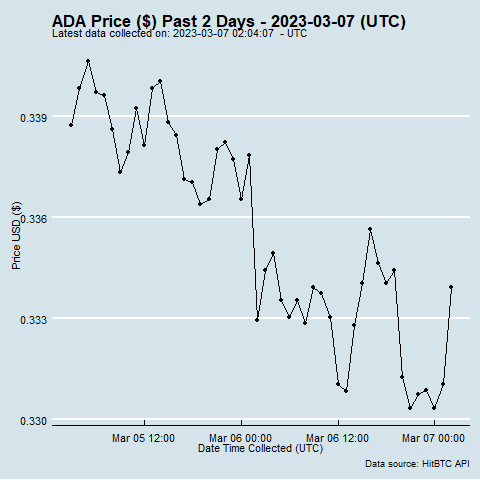 ADA Price ($) Past 2 Days - 2023-03-07 (UTC)
Latest data collected on: 2023-03-07 02:04:07 - UTC
Price USD ($)
0.339
0.336
0.333
0.330
Mar 05 12:00 Mar 06 00:00 Mar 06 12:00 Mar 07 00:00
Date Time Collected (UTC)
Data source: HitBTC API